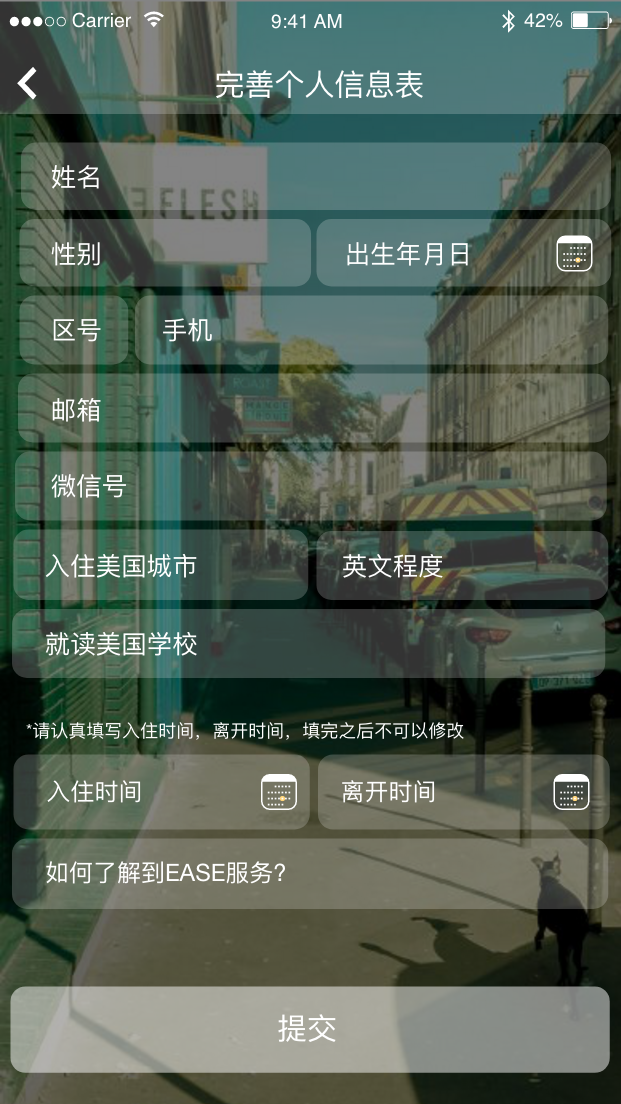 Carrier 9:41 AM 42%
完善个人信息表
姓名
FLESH
性别 出生年月日
区号 手机
ROAST
邮箱
微信号
入住美国城市 英文程度
就读美国学校
*请认真填写入住时间，离开时间，填完之后不可以修改
入住时间 离开时间
如何了解到EASE服务?
提交